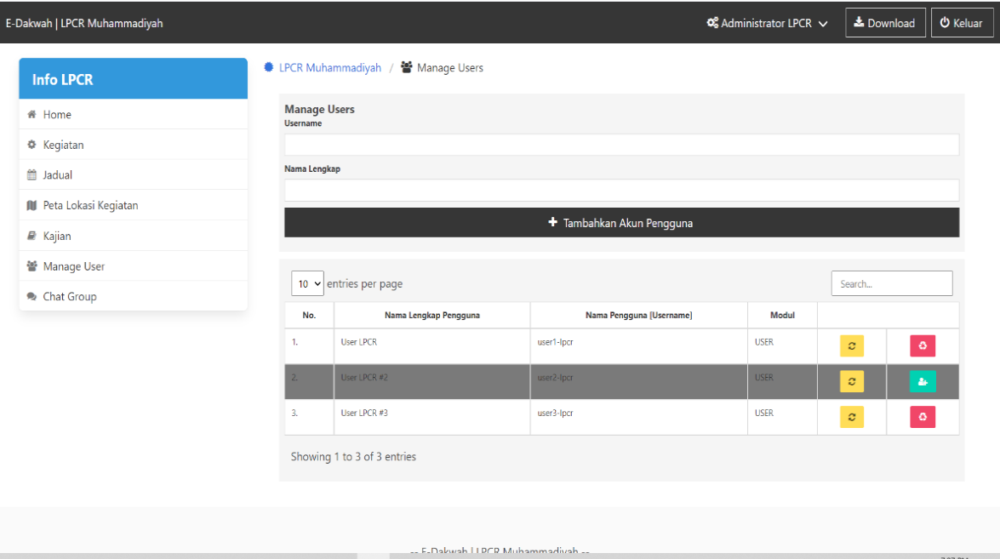 E-Dakwah | LPCR Muhammadiyah
Administrator LPCR
Download
Keluar
Info LPCR
Home
Kegiatan
Jadual
Peta Lokasi Kegiatan
Kajian
Manage User
Chat Group
LPCR Muhammadiyah / Manage Users
Manage Users
Username
Nama Lengkap
+ Tambahkan Akun Pengguna
10 entries per page
Search...
No. Nama Lengkap Pengguna Nama Pengguna [Username] Modul
1. User LPCR user1-lpcr USER
2. User LPCR #2 user2-lpcr USER
3. User LPCR #3 user3-lpcr USER
Showing 1 to 3 of 3 entries
-- E-Dakwah | LPCR Muhammadiyah --